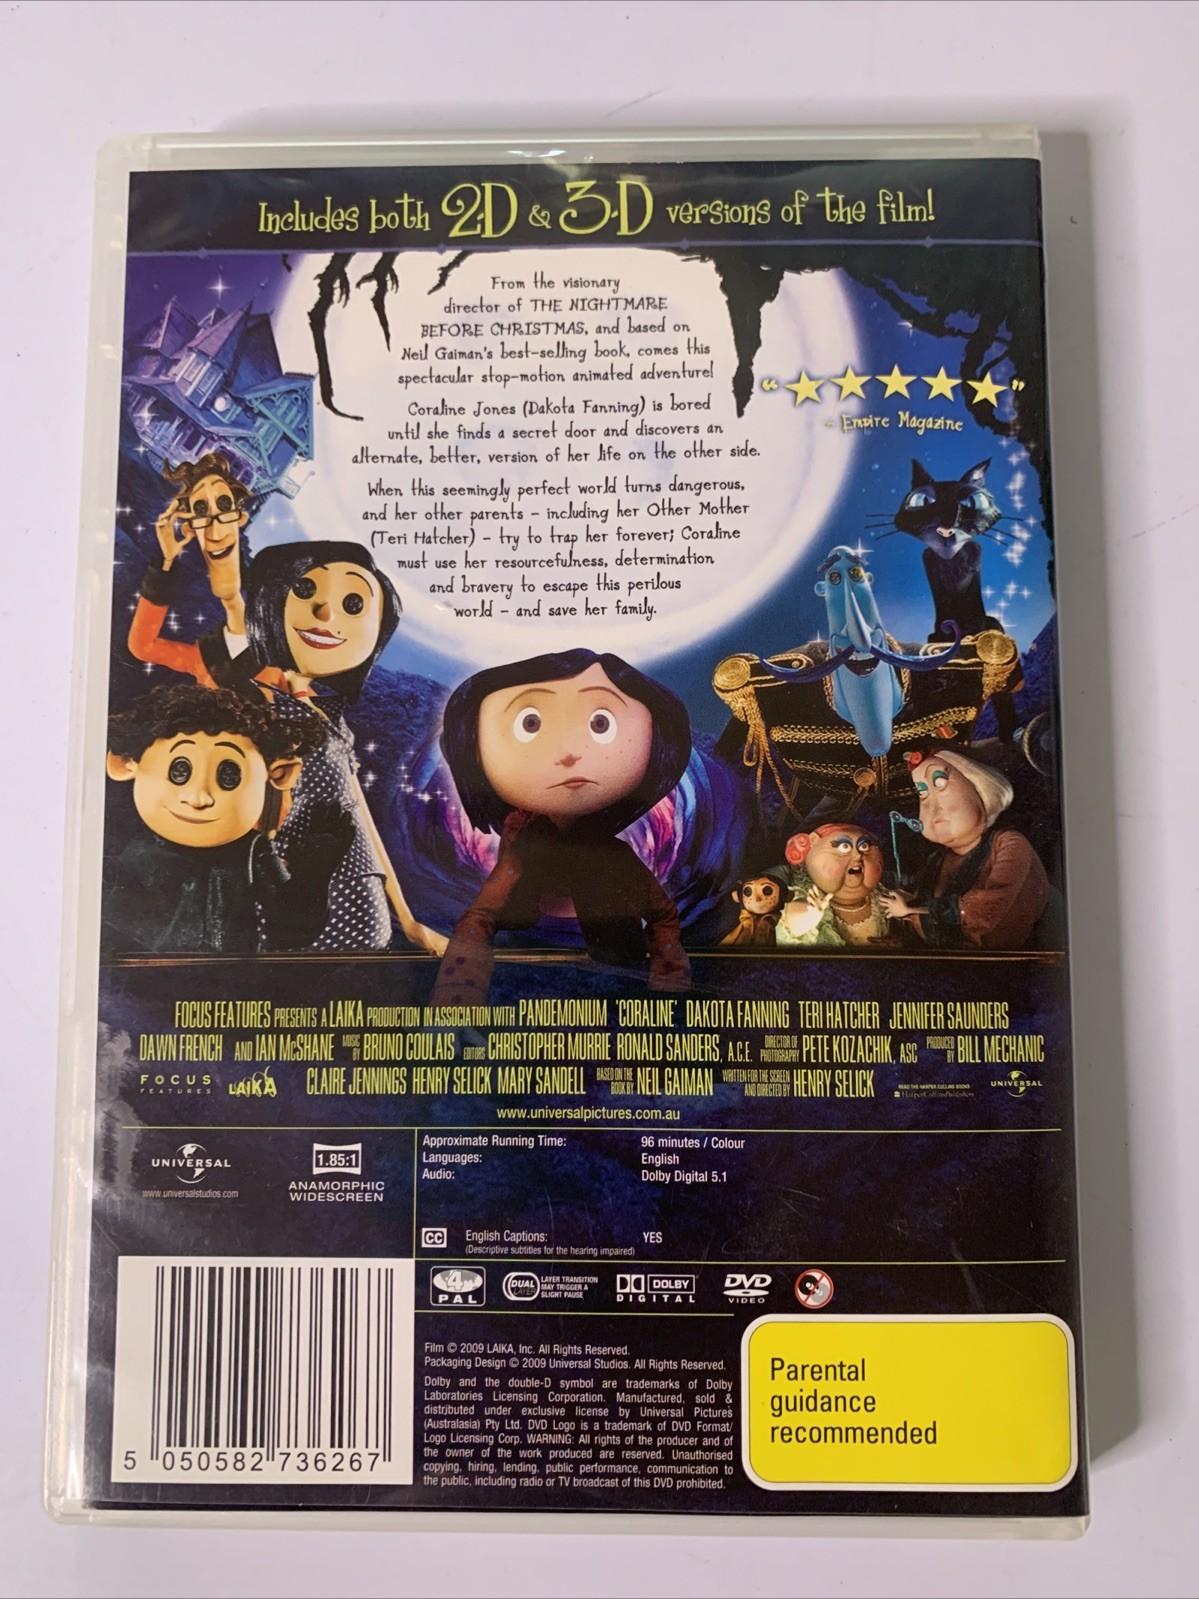 Includes both 2-D & 3-D versions of the film!
From the visionary
director of THE NIGHTMARE
BEFORE CHRISTMAS, and based on
Neil Gaiman's best-selling book, comes this
spectacular stop-motion animated adventure!
Coraline Jones (Dakota Fanning) is bored
until she finds a secret door and discovers an
alternate, better, version of her life on the other side.
When this seemingly perfect world turns dangerous,
and her other parents - including her Other Mother
(Teri Hatcher) - try to trap her forever; Coraline
must use her resourcefulness, determination
and bravery to escape this perilous
world - and save her family.
"★★★★★"
- Empire Magazine
FOCUS FEATURES PRESENTS A LAIKA PRODUCTION IN ASSOCIATION WITH PANDEMONIUM 'CORALINE' DAKOTA FANNING TERI HATCHER JENNIFER SAUNDERS
DAWN FRENCH AND IAN McSHANE MUSIC BY BRUNO COULAIS EDITORS CHRISTOPHER MURRIE RONALD SANDERS, A.C.E. DIRECTOR OF PHOTOGRAPHY PETE KOZACHIK, ASC PRODUCED BY BILL MECHANIC
FOCUS FEATURES LAIKA CLAIRE JENNINGS HENRY SELICK MARY SANDELL BASED ON THE BOOK BY NEIL GAIMAN WRITTEN FOR THE SCREEN AND DIRECTED BY HENRY SELICK READ THE HARPER COLLINS BOOKS HarperCollinsPublishers UNIVERSAL
www.universalpictures.com.au
UNIVERSAL
www.universalstudios.com
1.85:1
ANAMORPHIC
WIDESCREEN
Approximate Running Time: 96 minutes / Colour
Languages: English
Audio: Dolby Digital 5.1
CC English Captions: YES
(Descriptive subtitles for the hearing impaired)
4 PAL
DUAL LAYER LAYER TRANSITION MAY TRIGGER A SLIGHT PAUSE
DOLBY DIGITAL
DVD VIDEO
Film © 2009 LAIKA, Inc. All Rights Reserved.
Packaging Design © 2009 Universal Studios. All Rights Reserved.
Dolby and the double-D symbol are trademarks of Dolby
Laboratories Licensing Corporation. Manufactured, sold &
distributed under exclusive license by Universal Pictures
(Australasia) Pty Ltd. DVD Logo is a trademark of DVD Format/
Logo Licensing Corp. WARNING: All rights of the producer and of
the owner of the work produced are reserved. Unauthorised
copying, hiring, lending, public performance, communication to
the public, including radio or TV broadcast of this DVD prohibited.
5 050582 736267
Parental
guidance
recommended